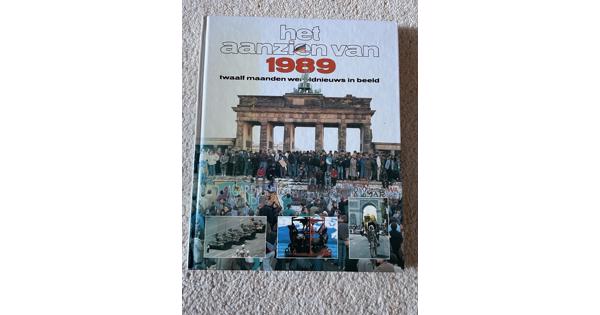 het
aanzien van
1989
twaalf maanden wereldnieuws in beeld